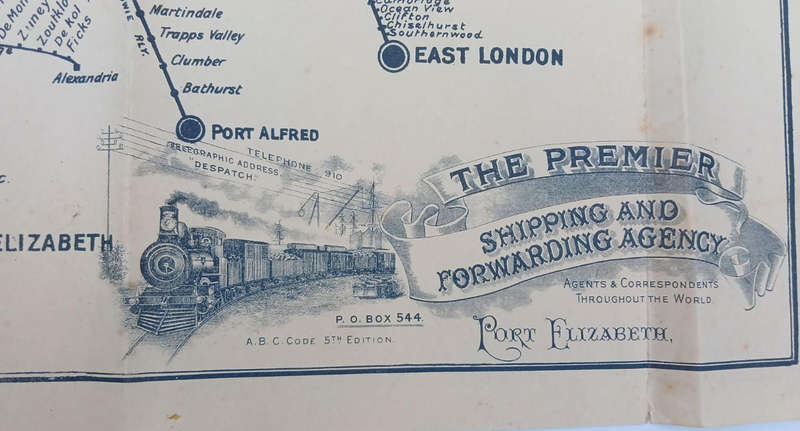 Martindale
Trapps Valley
Clumber
Bathurst
PORT ALFRED
RLY.
De Kol
Ficks
Alexandria
Ocean View
Clifton
Chiselhurst
Southernwood
EAST LONDON
ELIZABETH
TELEPHONE 910
TELEGRAPHIC ADDRESS,
"DESPATCH."
THE PREMIER
SHIPPING AND
FORWARDING AGENCY
AGENTS & CORRESPONDENTS
THROUGHOUT THE WORLD.
P. O. BOX 544.
A.B.C. CODE 5TH EDITION.
PORT ELIZABETH,